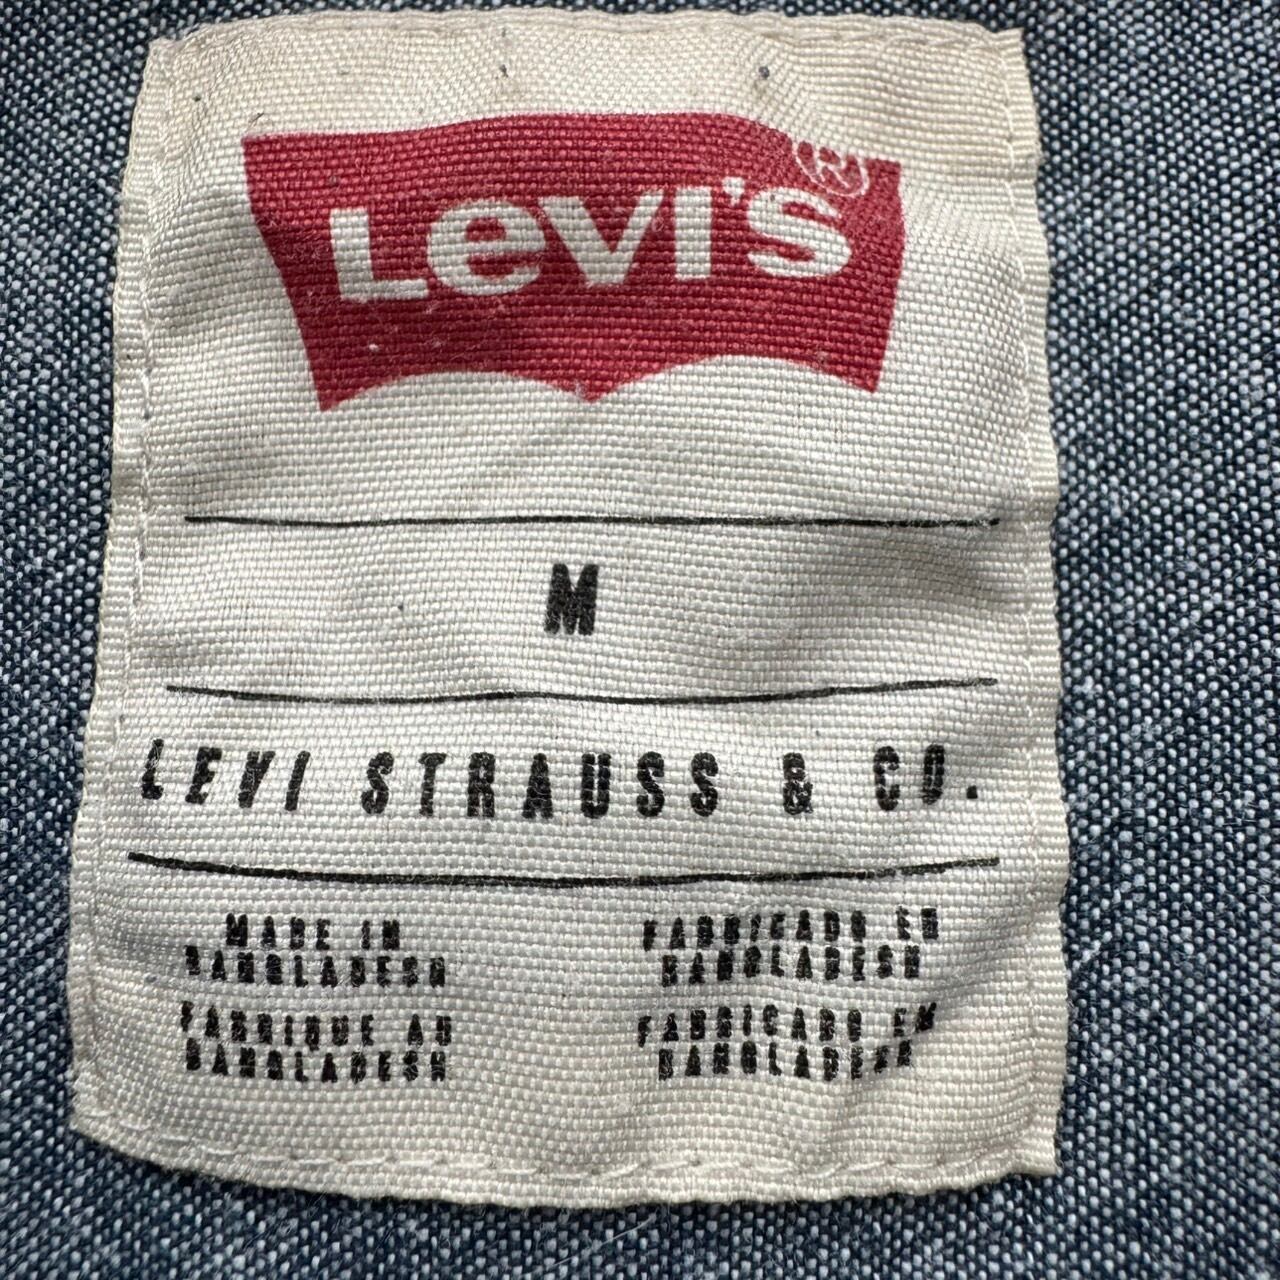 LEVI'S®
M
LEVI STRAUSS & CO.
MADE IN
BANGLADESH
FABRIQUE AU
BANGLADESH
FABRICADO EN
BANGLADESH
FABRICADO EM
BANGLADESH